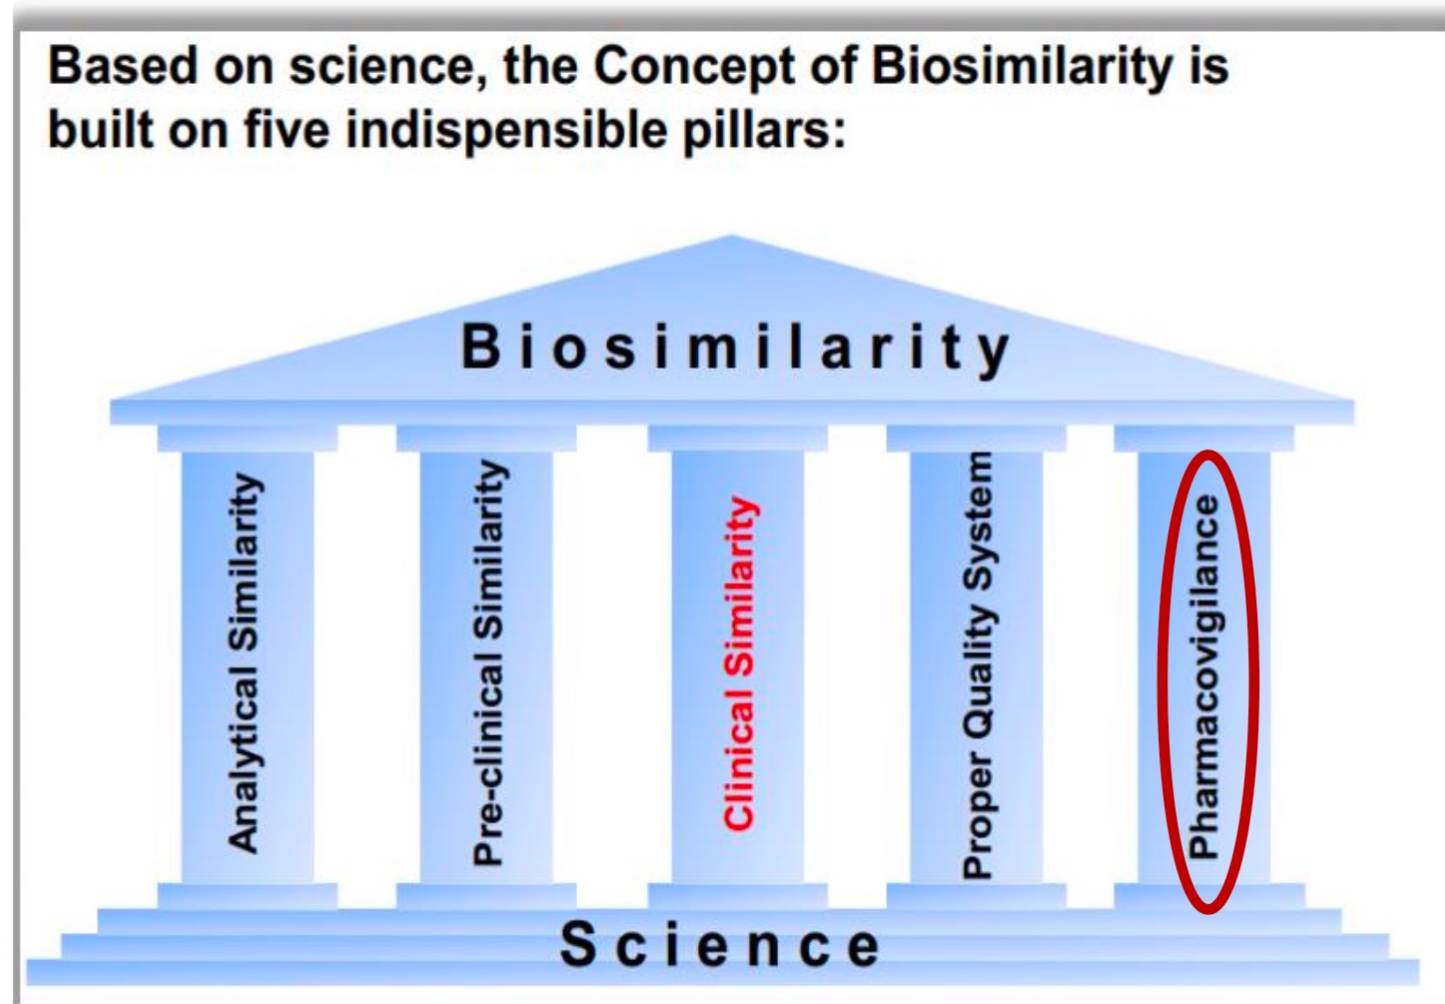 Based on science, the Concept of Biosimilarity is
built on five indispensible pillars:
Biosimilarity
Analytical Similarity
Pre-clinical Similarity
Clinical Similarity
Proper Quality System
Pharmacovigilance
Science